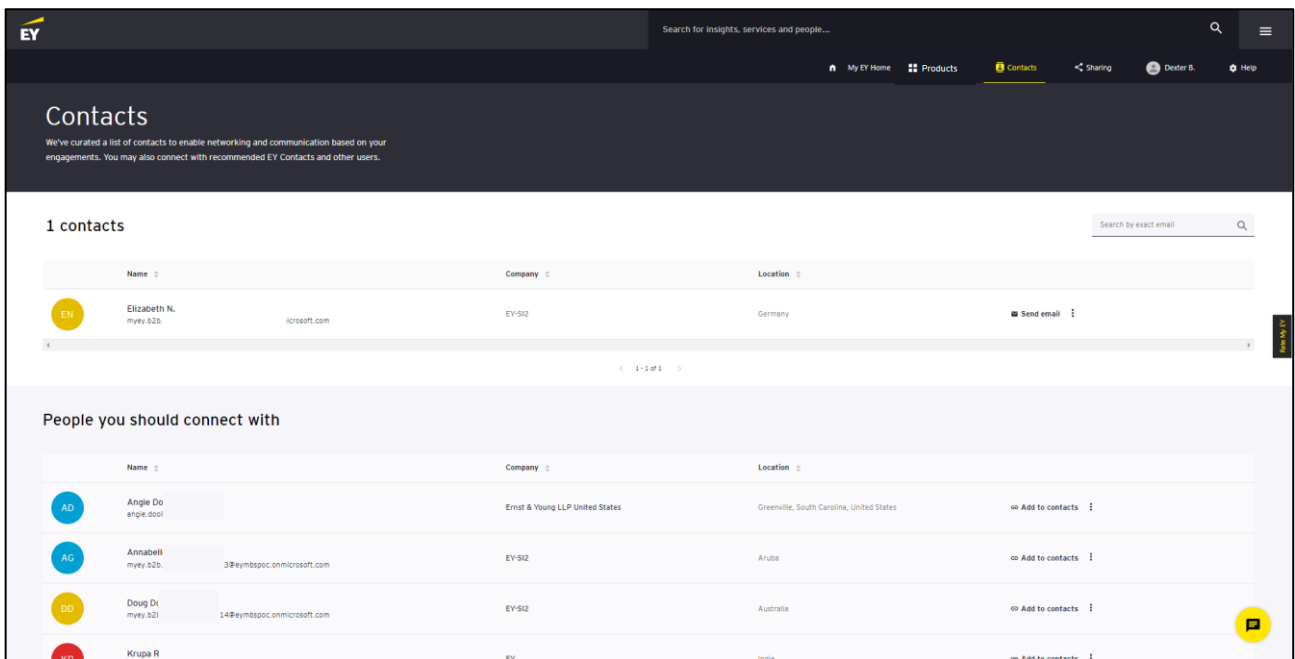 EY
Search for insights, services and people...
My EY Home Products Contacts Sharing Dexter B. Help
Contacts
We've curated a list of contacts to enable networking and communication based on your
engagements. You may also connect with recommended EY Contacts and other users.
1 contacts
Search by exact email
Name Company Location
EN Elizabeth N. EY-SI2 Germany Send email
myey.b2b. icrosoft.com
Rate My EY
1 - 1 of 1
People you should connect with
Name Company Location
AD Angie Do Ernst & Young LLP United States Greenville, South Carolina, United States Add to contacts
angie.dool
AG Annabell EY-SI2 Aruba Add to contacts
myey.b2b. 3@eymbspoc.onmicrosoft.com
DD Doug EY-SI2 Australia Add to contacts
14@eymbspoc.onmicrosoft.com
KR Krupa R EY India Add to contacts